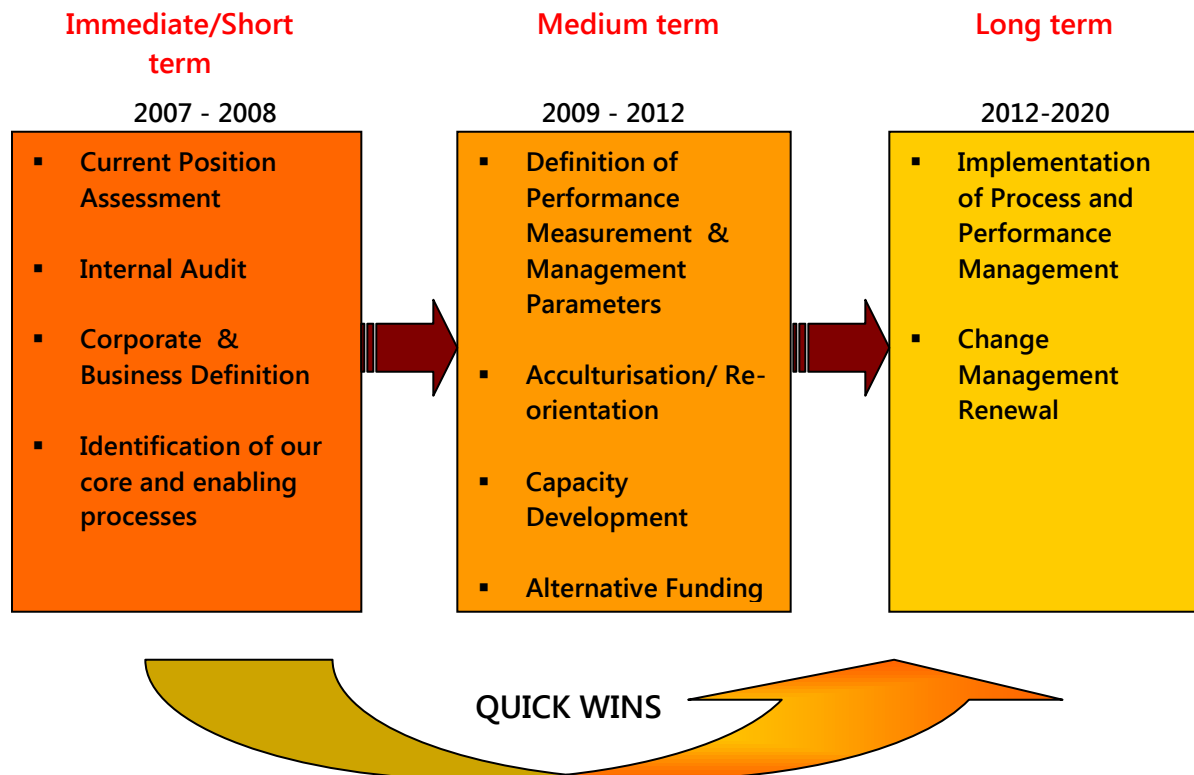 Immediate/Short
term
2007 - 2008
▪ Current Position
Assessment
▪ Internal Audit
▪ Corporate &
Business Definition
▪ Identification of our
core and enabling
processes
Medium term
2009 - 2012
▪ Definition of
Performance
Measurement &
Management
Parameters
▪ Acculturisation/ Re-
orientation
▪ Capacity
Development
▪ Alternative Funding
Long term
2012-2020
▪ Implementation
of Process and
Performance
Management
▪ Change
Management
Renewal
QUICK WINS